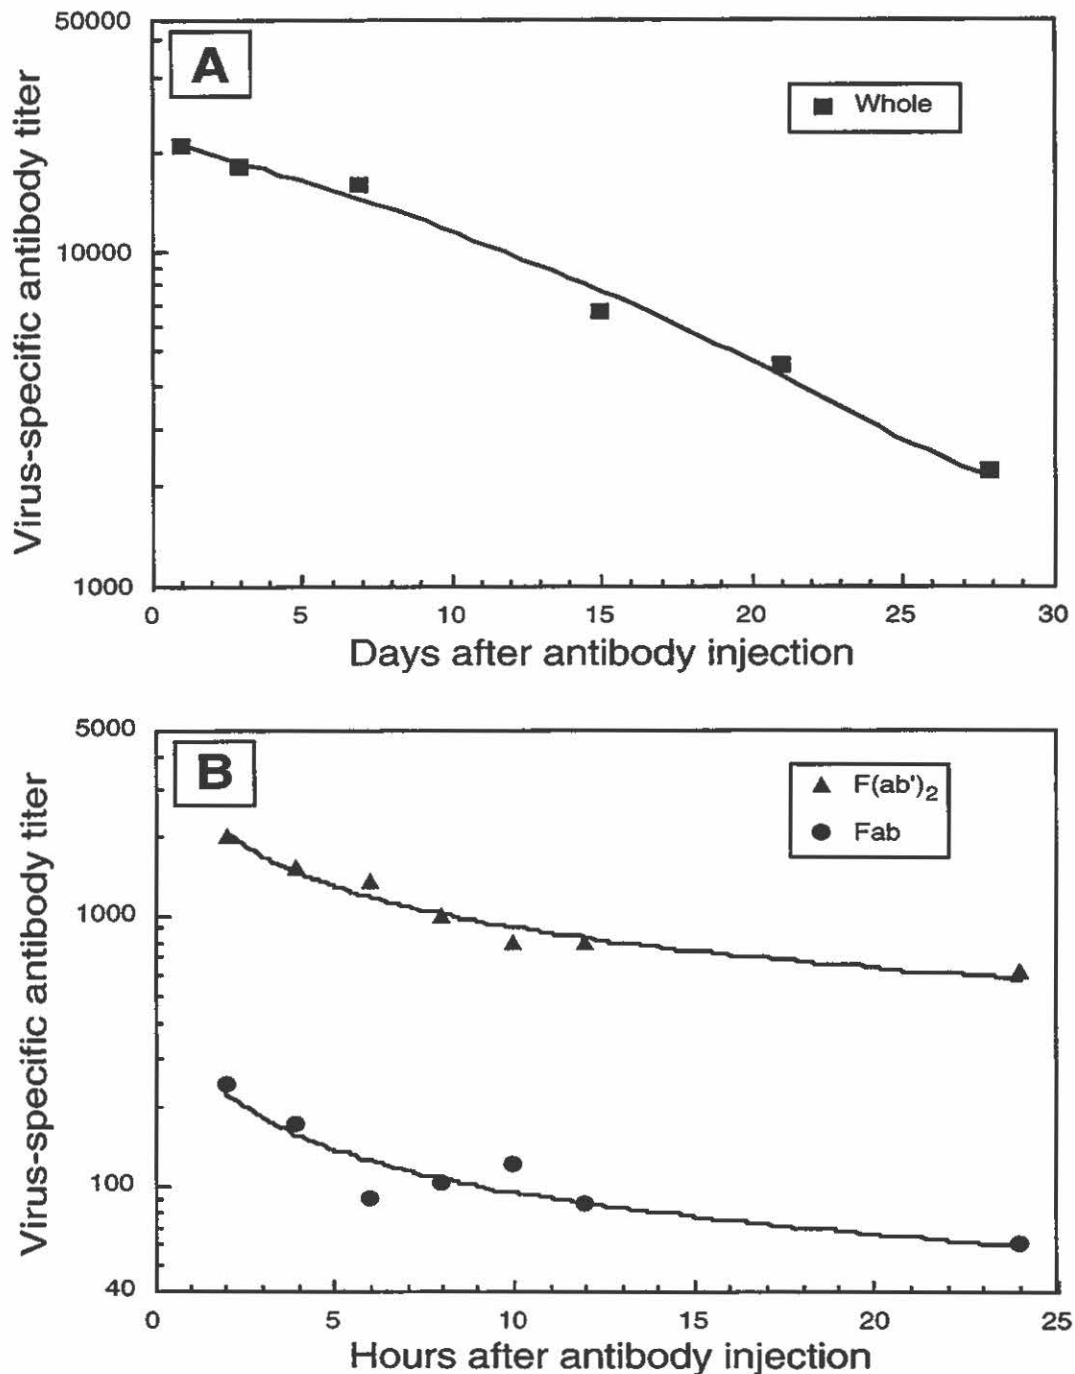 50000
A
Whole
10000
1000
Virus-specific antibody titer
0 5 10 15 20 25 30
Days after antibody injection
5000
B
F(ab')2
Fab
1000
100
40
Virus-specific antibody titer
0 5 10 15 20 25
Hours after antibody injection